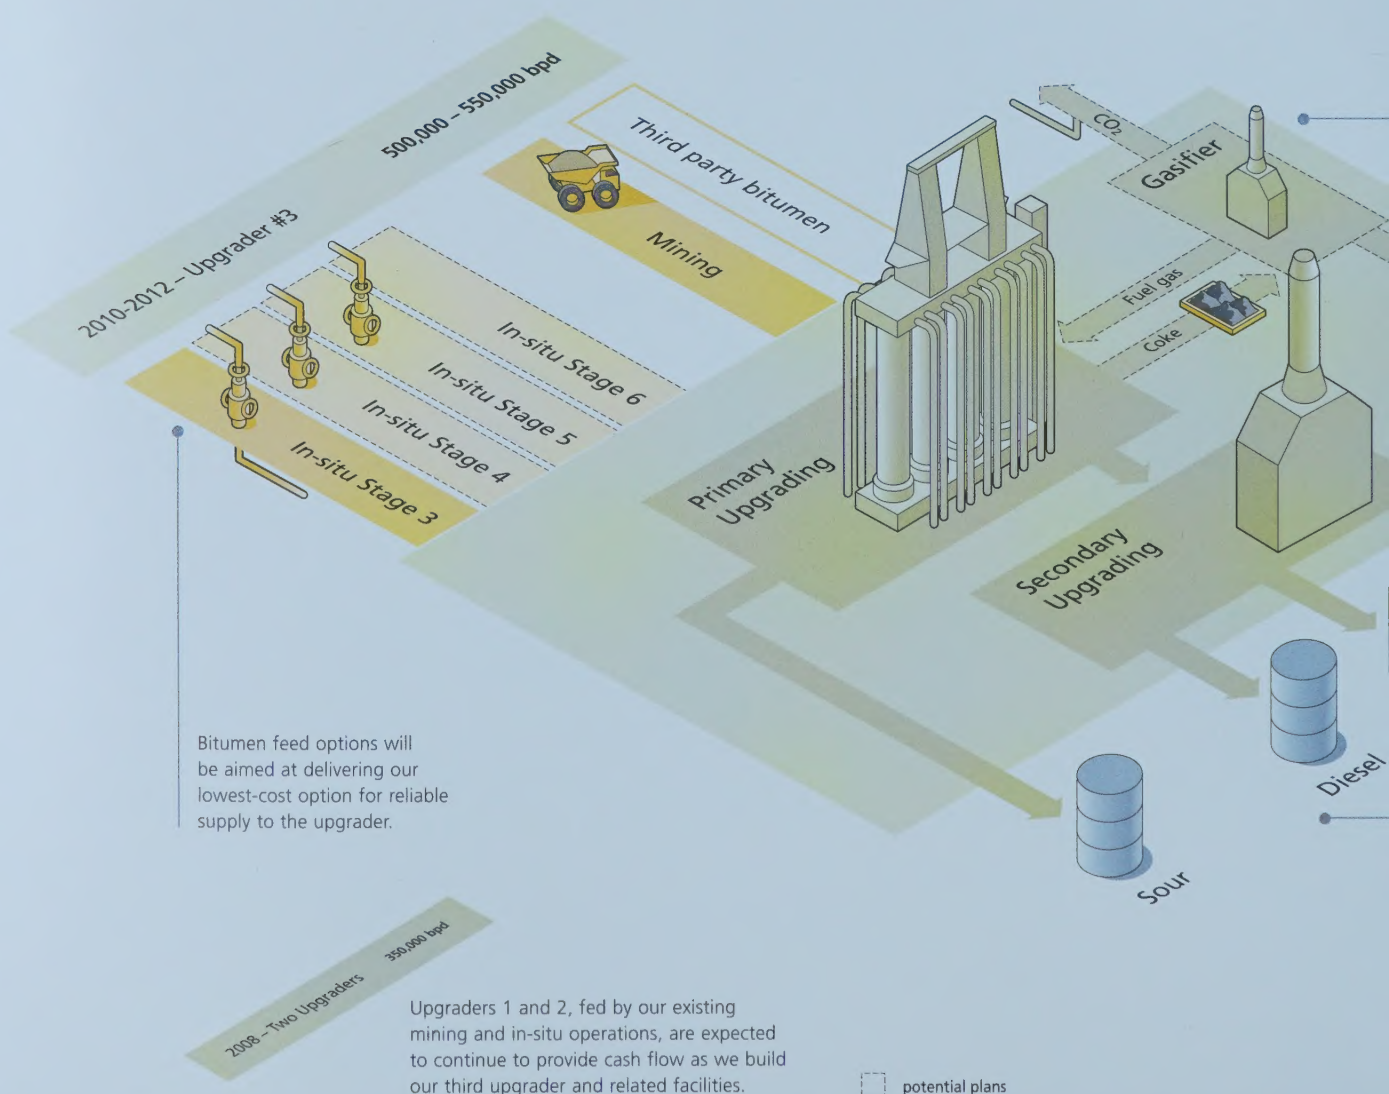 2010-2012 – Upgrader #3
500,000 – 550,000 bpd
Third party bitumen
Mining
In-situ Stage 6
In-situ Stage 5
In-situ Stage 4
In-situ Stage 3
CO2
Gasifier
Fuel gas
Coke
Primary
Upgrading
Secondary
Upgrading
Diesel
Sour
Bitumen feed options will
be aimed at delivering our
lowest-cost option for reliable
supply to the upgrader.
2008 – Two Upgraders
350,000 bpd
Upgraders 1 and 2, fed by our existing
mining and in-situ operations, are expected
to continue to provide cash flow as we build
our third upgrader and related facilities.
potential plans